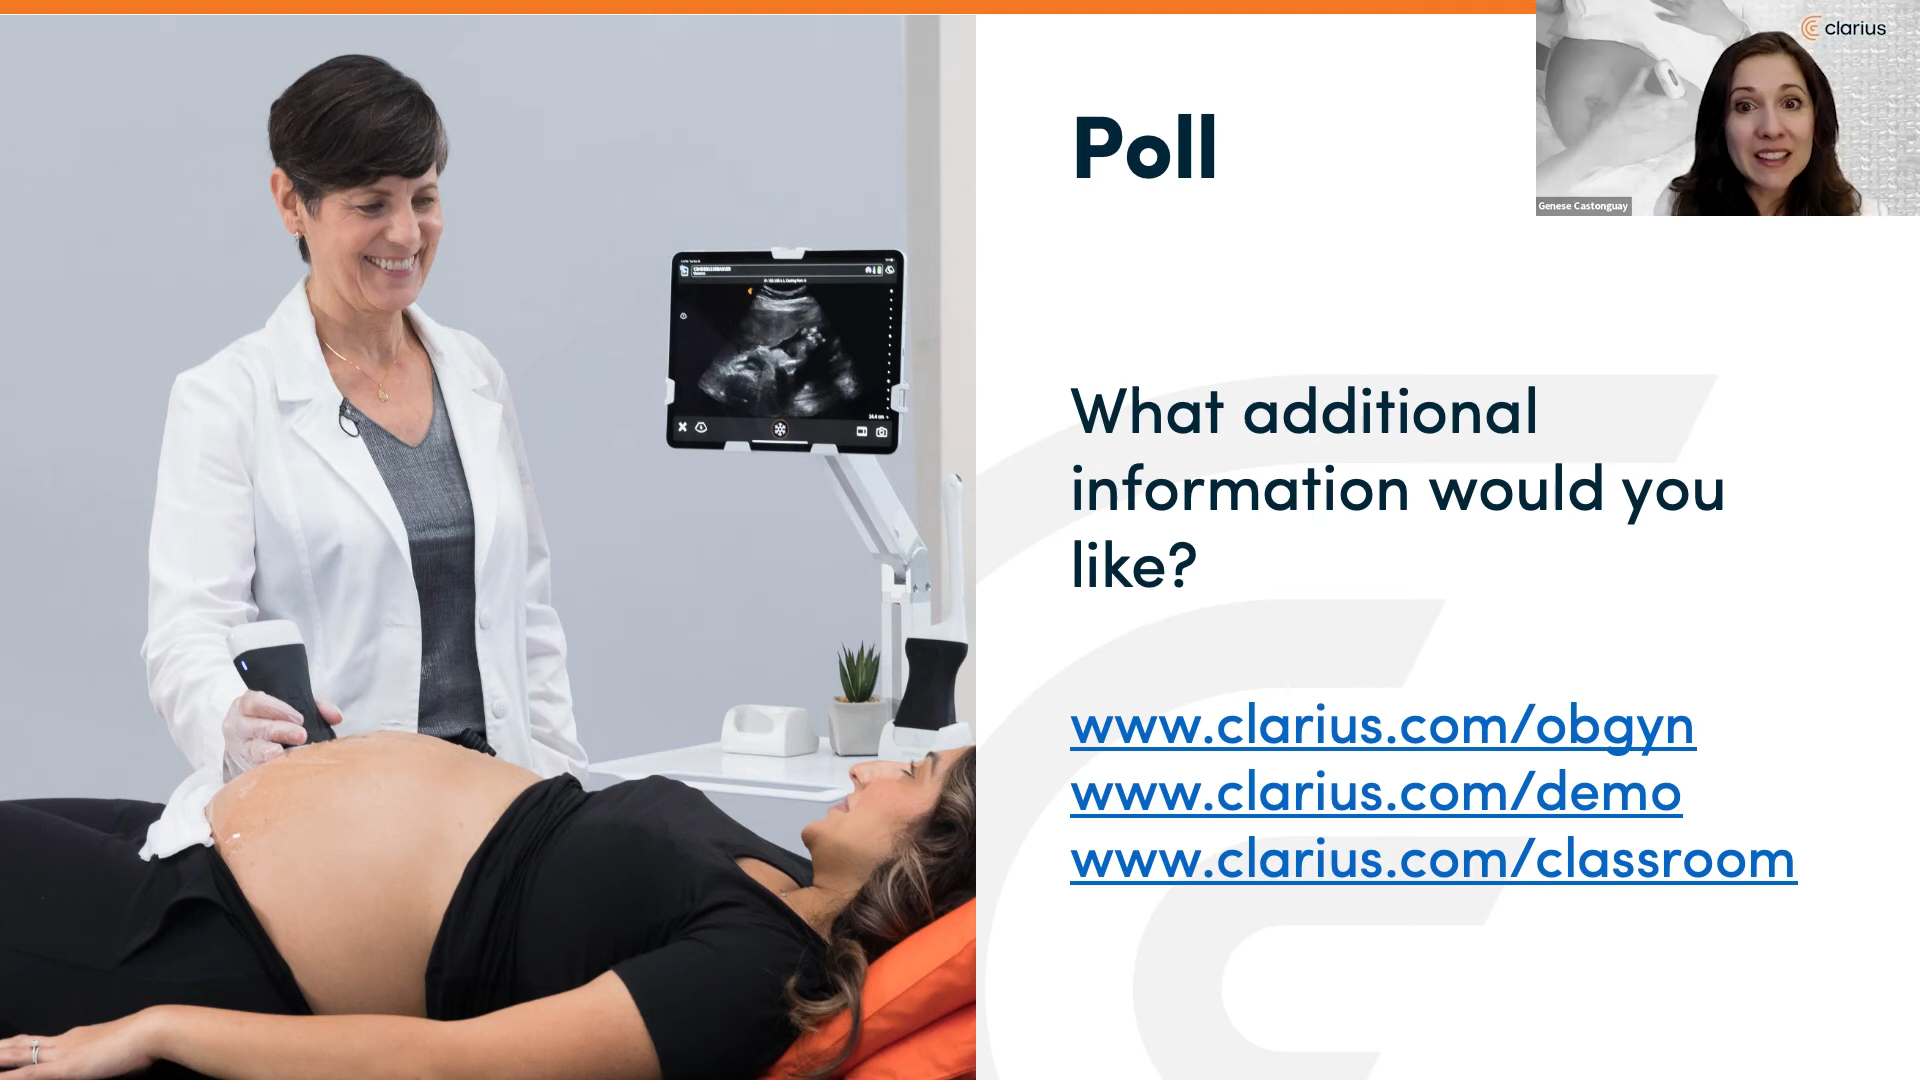 clarius
Genese Castonguay
Poll
What additional
information would you
like?
www.clarius.com/obgyn
www.clarius.com/demo
www.clarius.com/classroom